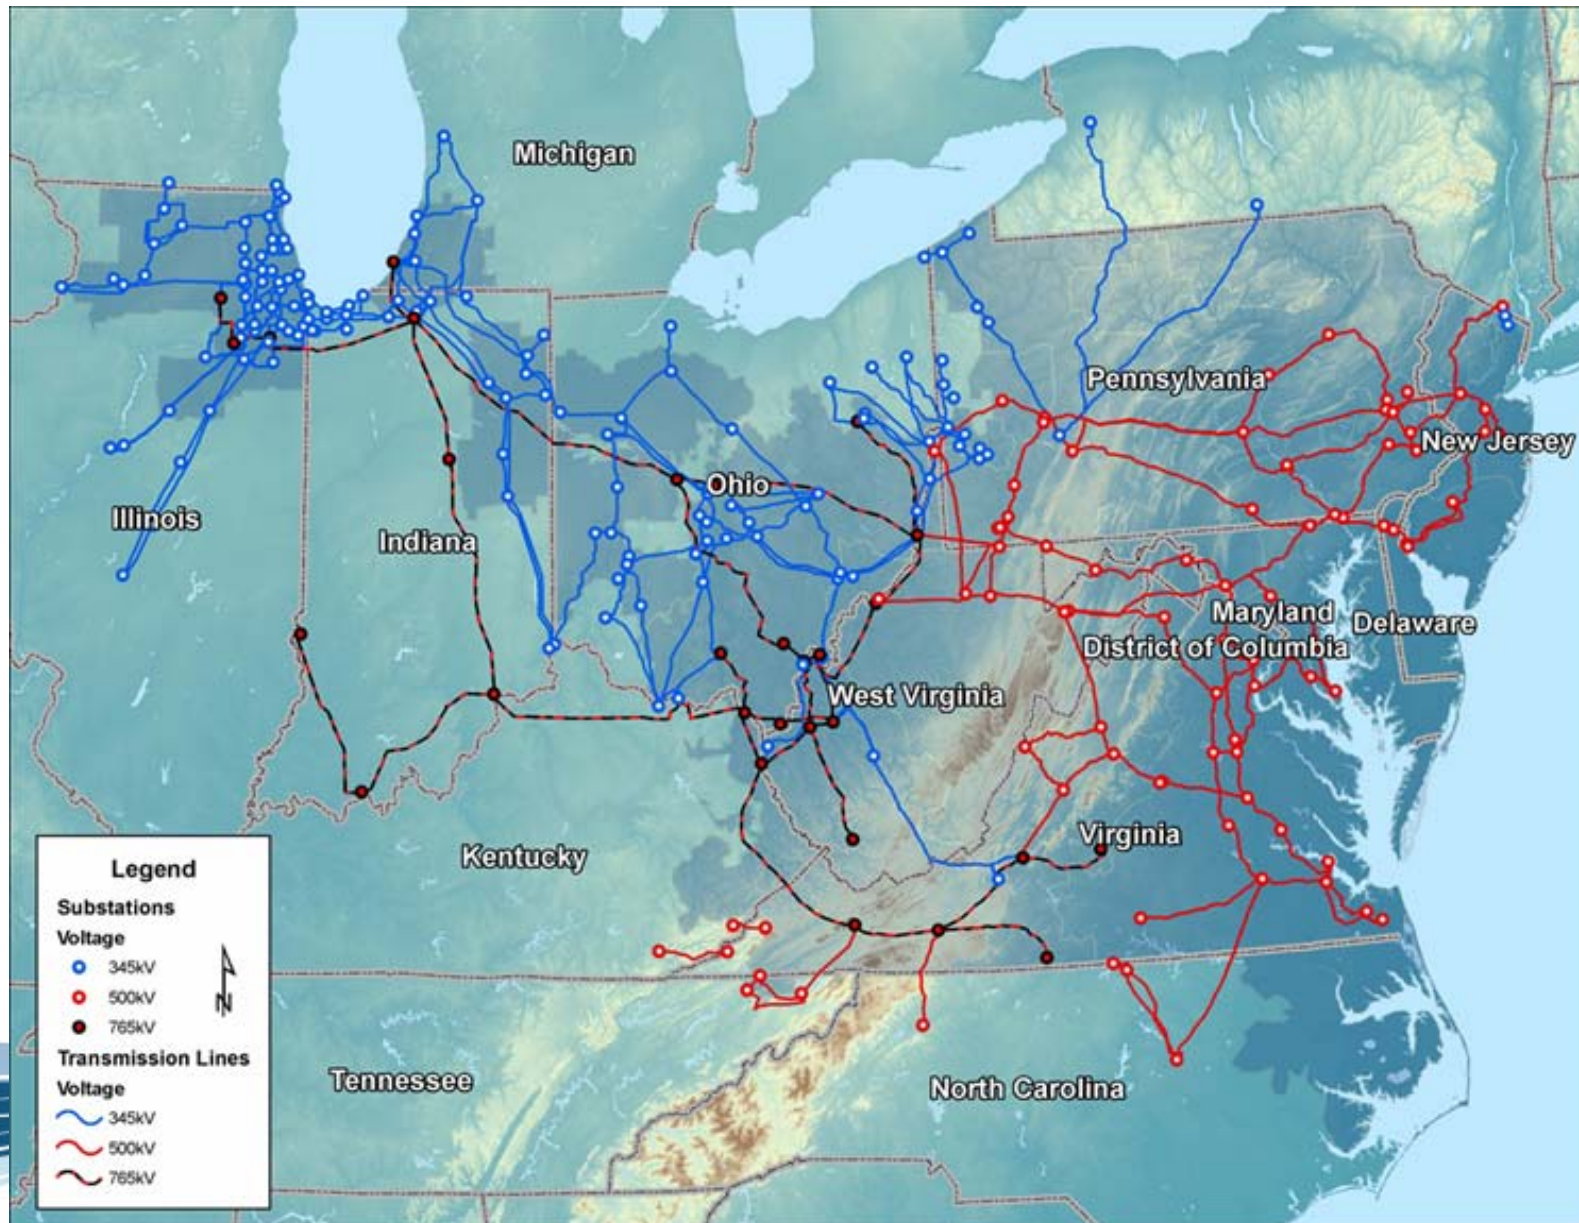 Michigan
Pennsylvania
New Jersey
Ohio
Illinois
Indiana
Maryland
Delaware
District of Columbia
West Virginia
Virginia
Kentucky
Tennessee
North Carolina
Legend
Substations
Voltage
345kV
500kV
765kV
N
Transmission Lines
Voltage
345kV
500kV
765kV